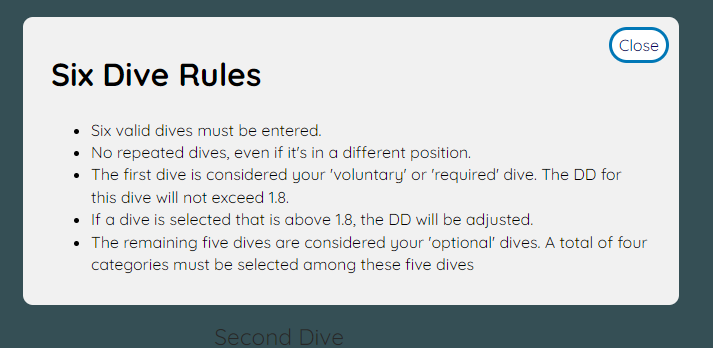 Close
Six Dive Rules
• Six valid dives must be entered.
• No repeated dives, even if it's in a different position.
• The first dive is considered your 'voluntary' or 'required' dive. The DD for
this dive will not exceed 1.8.
• If a dive is selected that is above 1.8, the DD will be adjusted.
• The remaining five dives are considered your 'optional' dives. A total of four
categories must be selected among these five dives
Second Dive